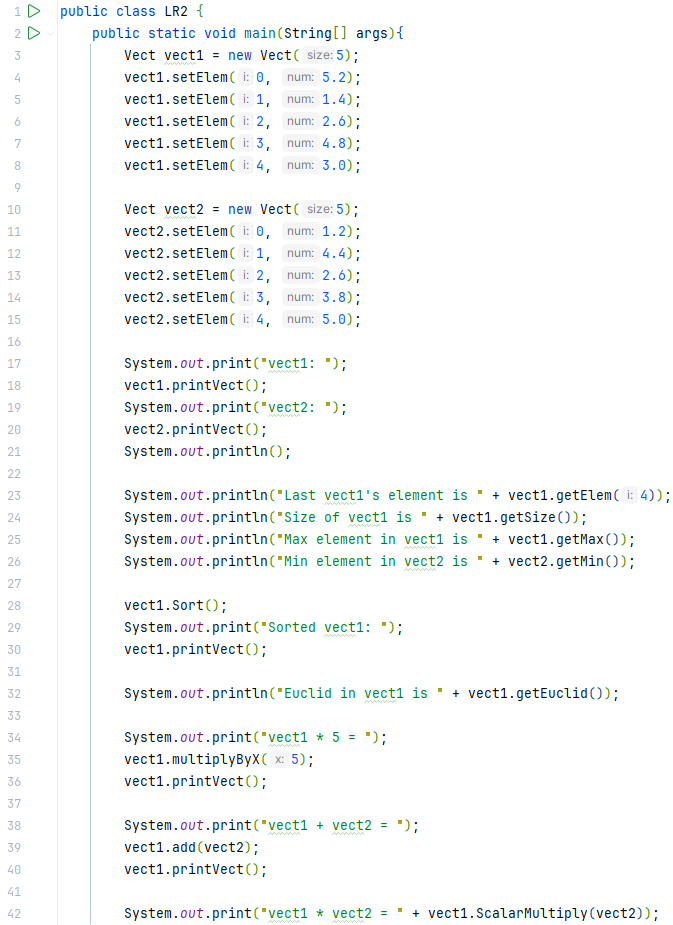 1 public class LR2 {
2 public static void main(String[] args){
3 Vect vect1 = new Vect( size: 5);
4 vect1.setElem( i: 0, num: 5.2);
5 vect1.setElem( i: 1, num: 1.4);
6 vect1.setElem( i: 2, num: 2.6);
7 vect1.setElem( i: 3, num: 4.8);
8 vect1.setElem( i: 4, num: 3.0);
9
10 Vect vect2 = new Vect( size: 5);
11 vect2.setElem( i: 0, num: 1.2);
12 vect2.setElem( i: 1, num: 4.4);
13 vect2.setElem( i: 2, num: 2.6);
14 vect2.setElem( i: 3, num: 3.8);
15 vect2.setElem( i: 4, num: 5.0);
16
17 System.out.print("vect1: ");
18 vect1.printVect();
19 System.out.print("vect2: ");
20 vect2.printVect();
21 System.out.println();
22
23 System.out.println("Last vect1's element is " + vect1.getElem( i: 4));
24 System.out.println("Size of vect1 is " + vect1.getSize());
25 System.out.println("Max element in vect1 is " + vect1.getMax());
26 System.out.println("Min element in vect2 is " + vect2.getMin());
27
28 vect1.Sort();
29 System.out.print("Sorted vect1: ");
30 vect1.printVect();
31
32 System.out.println("Euclid in vect1 is " + vect1.getEuclid());
33
34 System.out.print("vect1 * 5 = ");
35 vect1.multiplyByX( x: 5);
36 vect1.printVect();
37
38 System.out.print("vect1 + vect2 = ");
39 vect1.add(vect2);
40 vect1.printVect();
41
42 System.out.print("vect1 * vect2 = " + vect1.ScalarMultiply(vect2));